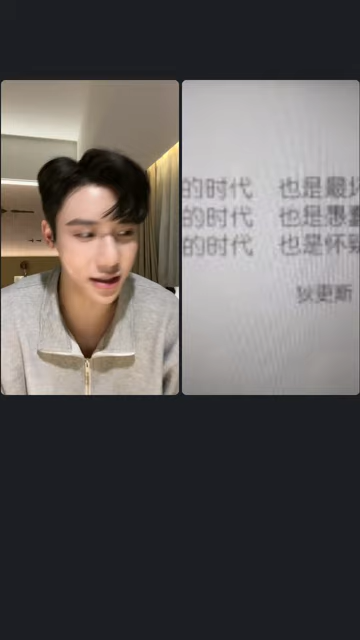 的时代 也是最
的时代 也是愚
的时代 也是怀
狄更斯